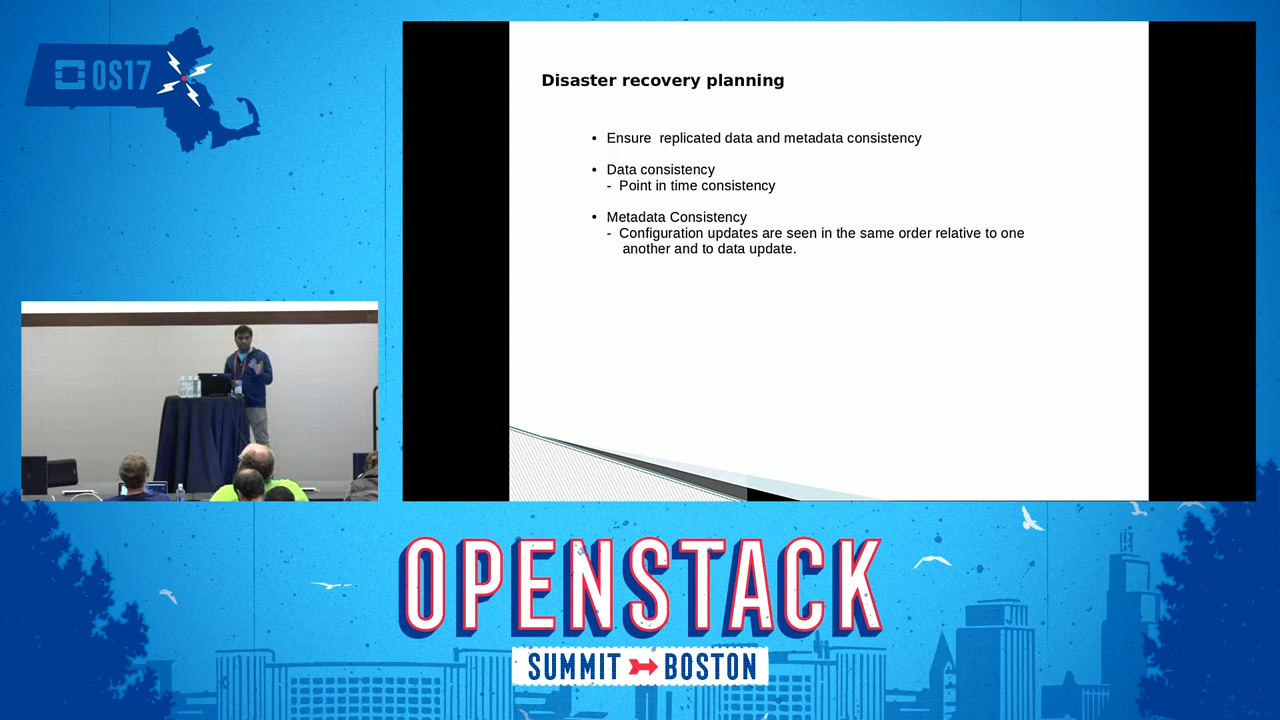 OS17
Disaster recovery planning
• Ensure  replicated data and metadata consistency
• Data consistency
- Point in time consistency
• Metadata Consistency
- Configuration updates are seen in the same order relative to one
another and to data update.
OPENSTACK
SUMMIT BOSTON